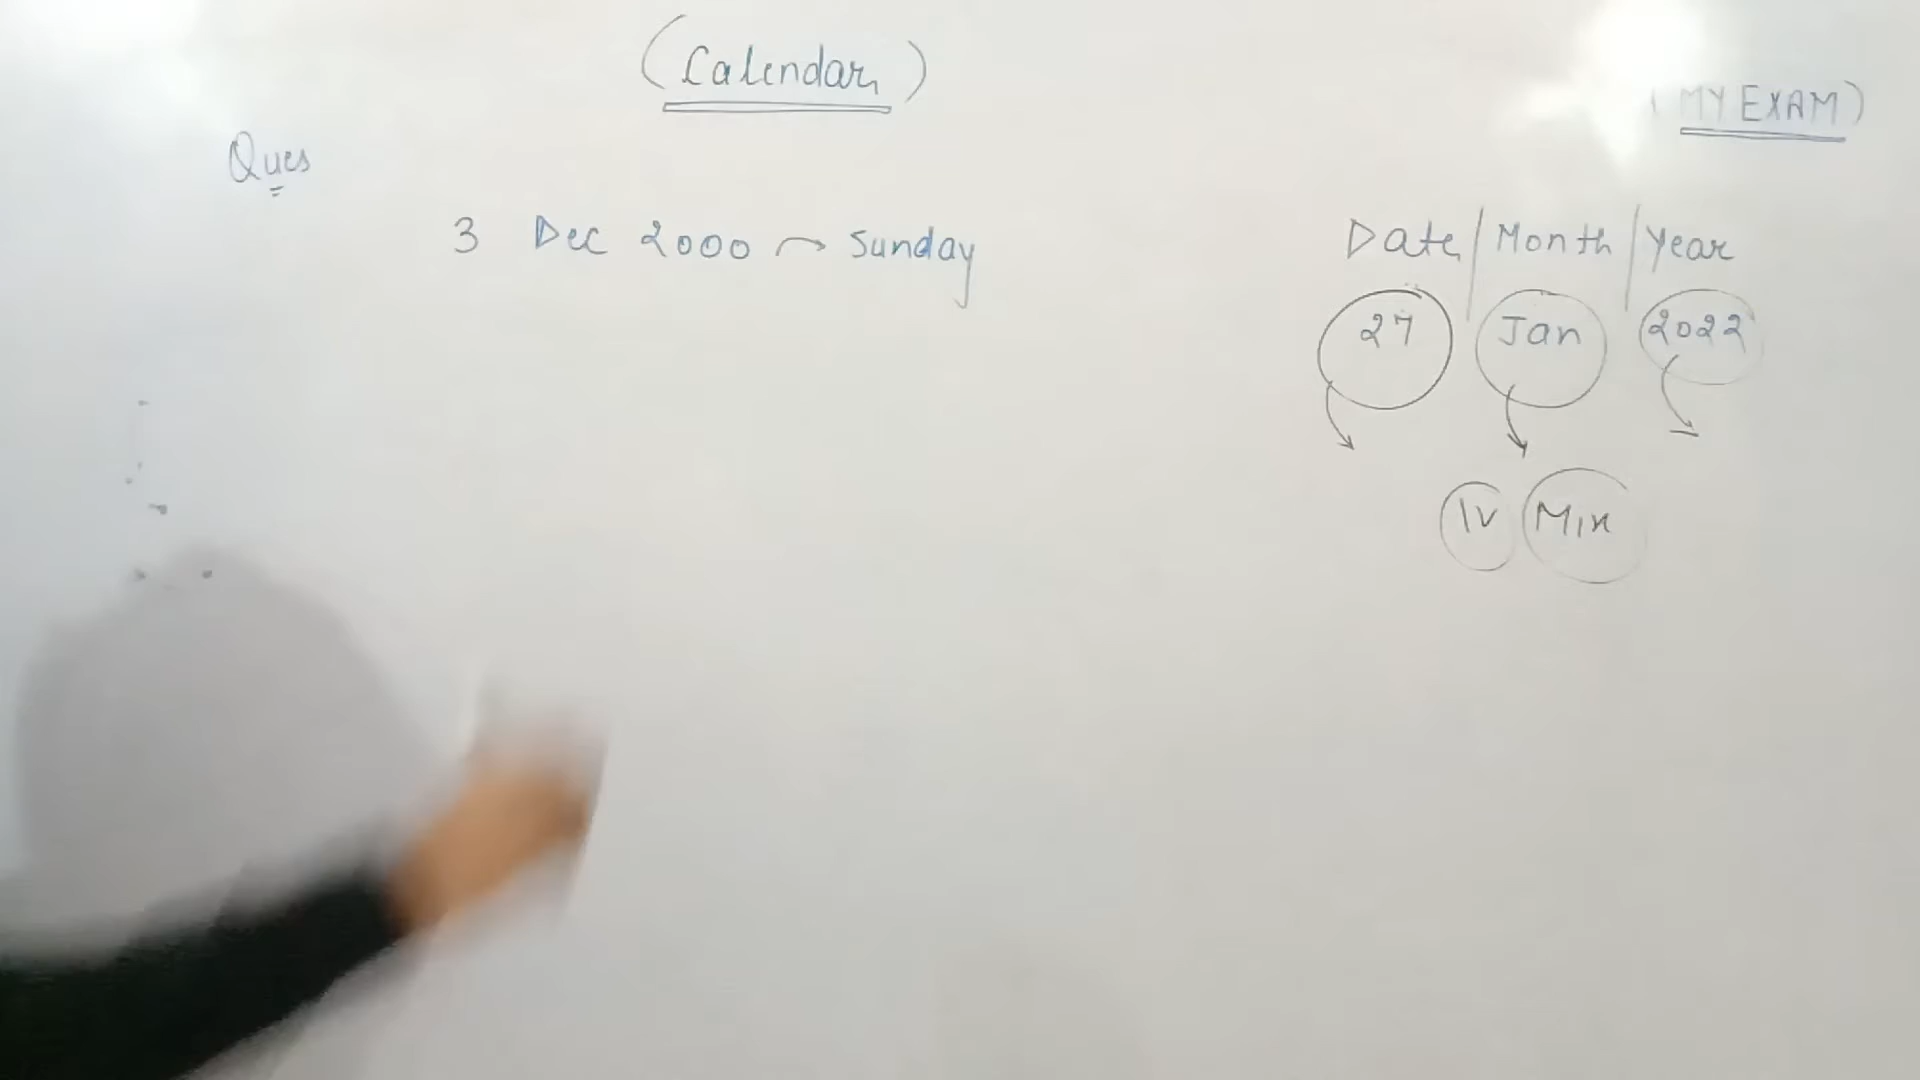 (Calendar)
(MY EXAM)
Ques
3 Dec 2000 → Sunday
Date/Month/Year
27 Jan 2022
IV Mix